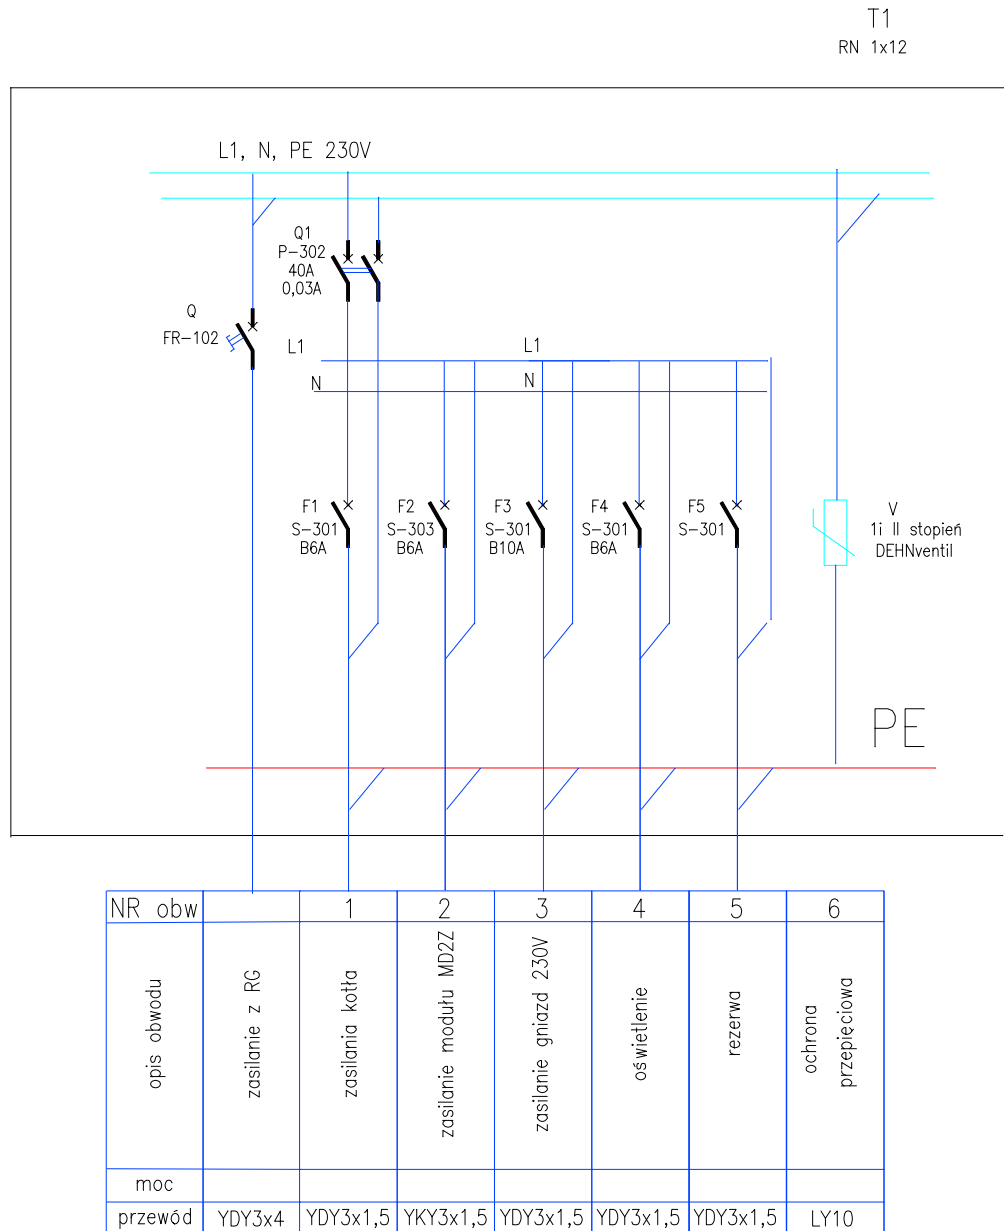 T1
RN 1x12
L1, N, PE 230V
Q1
P-302
40A
0,03A
Q
FR-102
L1
L1
N
N
F1
S-301
B6A
F2
S-303
B6A
F3
S-301
B10A
F4
S-301
B6A
F5
S-301
V
1i II stopień
DEHNventil
PE
NR obw
1
2
3
4
5
6
opis obwodu
zasilanie z RG
zasilania kotła
zasilanie modułu MD2Z
zasilanie gniazd 230V
oświetlenie
rezerwa
ochrona
przepięciowa
moc
przewód
YDY3x4
YDY3x1,5
YKY3x1,5
YDY3x1,5
YDY3x1,5
YDY3x1,5
LY10